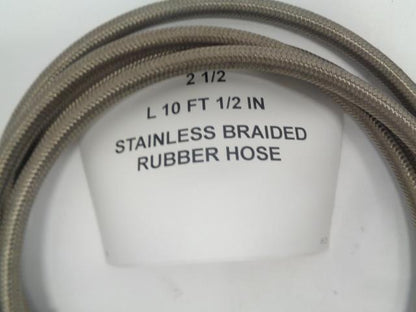 2 1/2
L 10 FT 1/2 IN
STAINLESS BRAIDED
RUBBER HOSE